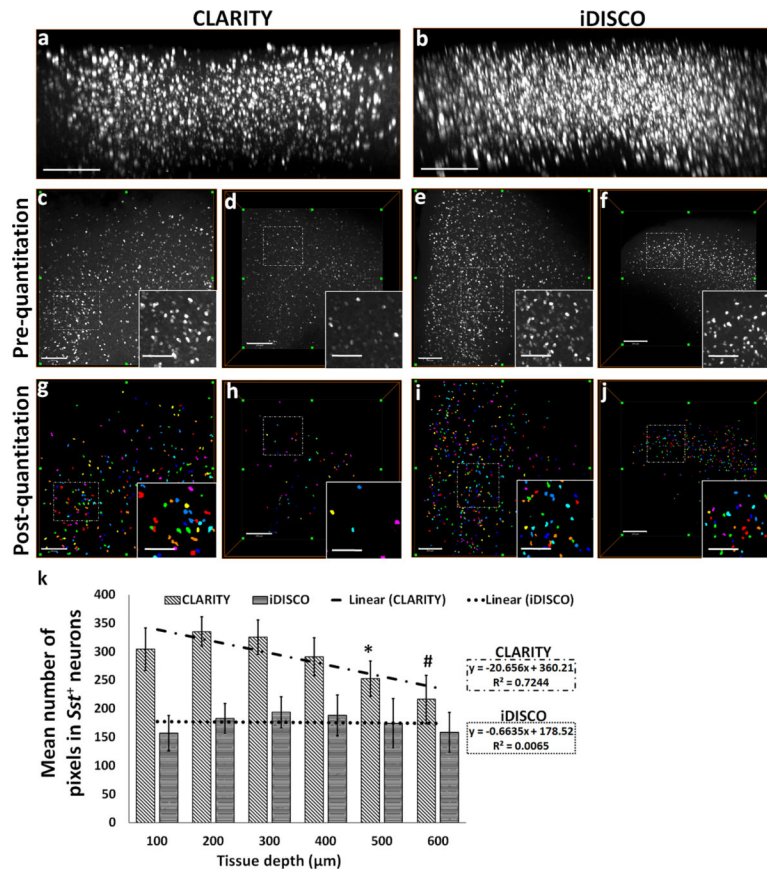 CLARITY
iDISCO
a
b
Pre-quantitation
c
d
e
f
Post-quantitation
g
h
i
j
k
CLARITY iDISCO Linear (CLARITY) Linear (iDISCO)
Mean number of
pixels in Sst+ neurons
400
350
300
250
200
150
100
50
0
* #
CLARITY
y = -20.656x + 360.21
R² = 0.7244
iDISCO
y = -0.6635x + 178.52
R² = 0.0065
100 200 300 400 500 600
Tissue depth (µm)